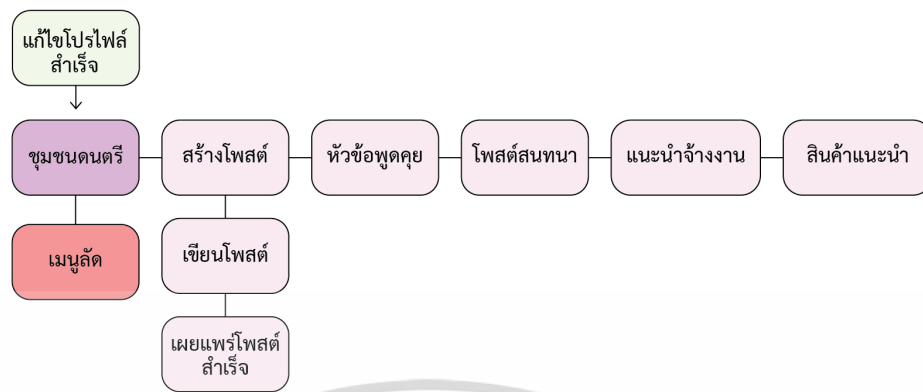 แก้ไขโปรไฟล์
สำเร็จ
ชุมชนดนตรี
สร้างโพสต์
หัวข้อพูดคุย
โพสต์สนทนา
แนะนำจ้างงาน
สินค้าแนะนำ
เมนูลัด
เขียนโพสต์
เผยแพร่โพสต์
สำเร็จ